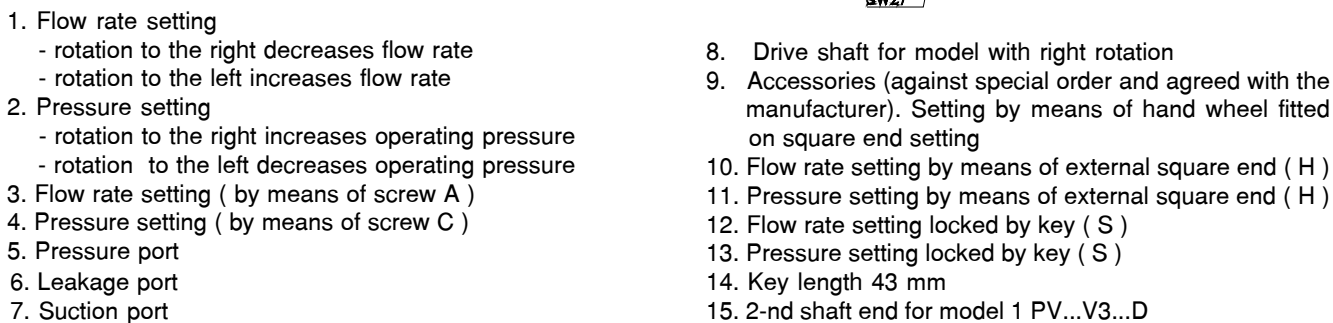 1. Flow rate setting
- rotation to the right decreases flow rate
- rotation to the left increases flow rate
2. Pressure setting
- rotation to the right increases operating pressure
- rotation to the left decreases operating pressure
3. Flow rate setting ( by means of screw A )
4. Pressure setting ( by means of screw C )
5. Pressure port
6. Leakage port
7. Suction port
8. Drive shaft for model with right rotation
9. Accessories (against special order and agreed with the
manufacturer). Setting by means of hand wheel fitted
on square end setting
10. Flow rate setting by means of external square end ( H )
11. Pressure setting by means of external square end ( H )
12. Flow rate setting locked by key ( S )
13. Pressure setting locked by key ( S )
14. Key length 43 mm
15. 2-nd shaft end for model 1 PV...V3...D